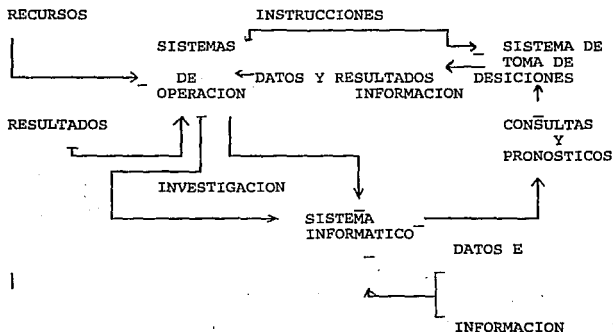 RECURSOS
INSTRUCCIONES
SISTEMAS
SISTEMA DE
TOMA DE
DE
DATOS Y RESULTADOS
DESICIONES
OPERACION
INFORMACION
RESULTADOS
CONSULTAS
Y
PRONOSTICOS
INVESTIGACION
SISTEMA
INFORMATICO
DATOS E
INFORMACION